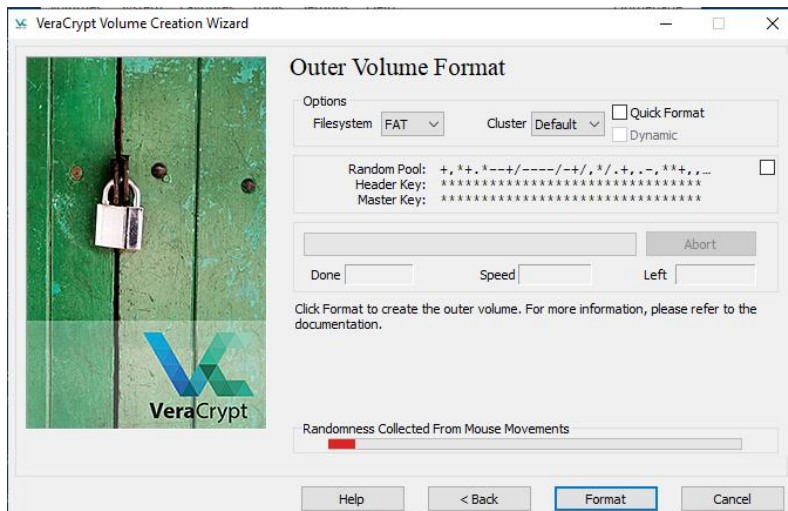 VeraCrypt Volume Creation Wizard
Outer Volume Format
Options
Filesystem FAT Cluster Default Quick Format
Dynamic
Random Pool: +,*+.*--+/----/-+/,*/.+,.-,**+,,...
Header Key: ********************************
Master Key: ********************************
Abort
Done Speed Left
Click Format to create the outer volume. For more information, please refer to the
documentation.
VeraCrypt
Randomness Collected From Mouse Movements
Help < Back Format Cancel